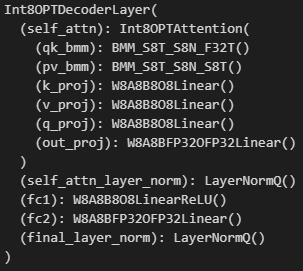 Int8OPTDecoderLayer(
  (self_attn): Int8OPTAttention(
    (qk_bmm): BMM_S8T_S8N_F32T()
    (pv_bmm): BMM_S8T_S8N_S8T()
    (k_proj): W8A8B8O8Linear()
    (v_proj): W8A8B8O8Linear()
    (q_proj): W8A8B8O8Linear()
    (out_proj): W8A8BFP32OFP32Linear()
  )
  (self_attn_layer_norm): LayerNormQ()
  (fc1): W8A8B8O8LinearReLU()
  (fc2): W8A8BFP32OFP32Linear()
  (final_layer_norm): LayerNormQ()
)